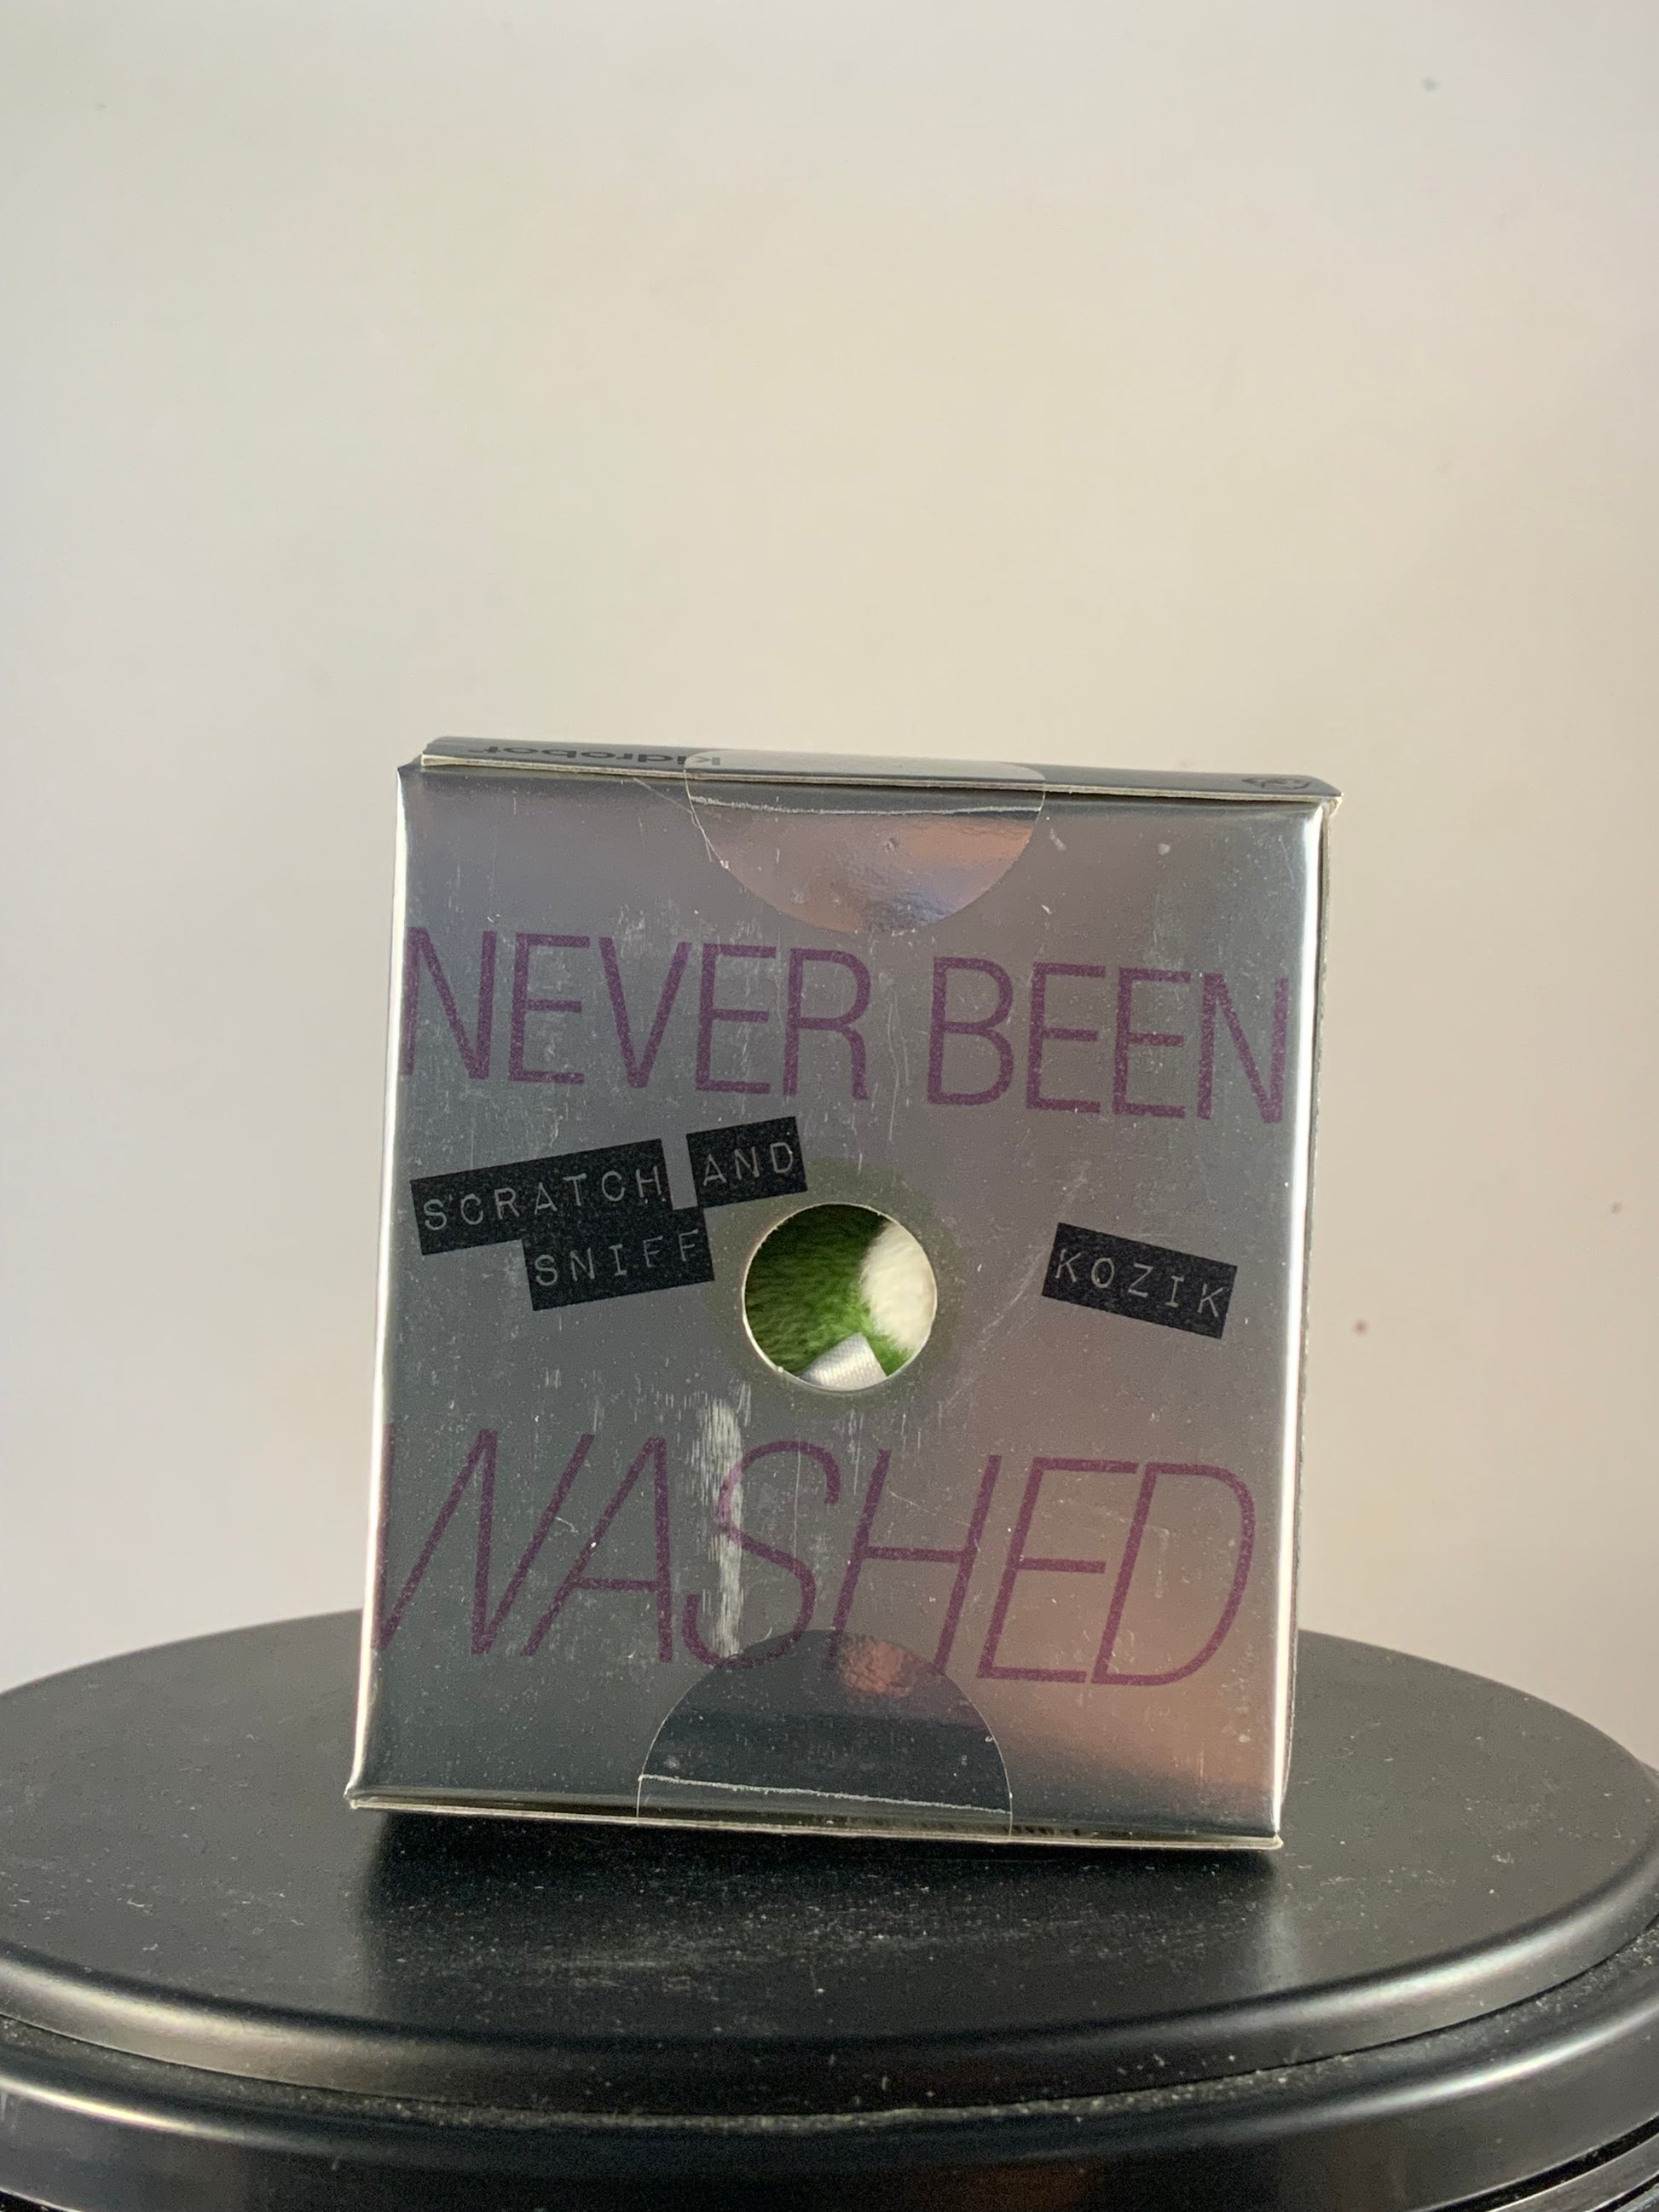 kidrobot
NEVER BEEN
SCRATCH AND
SNIFF
KOZIK
WASHED